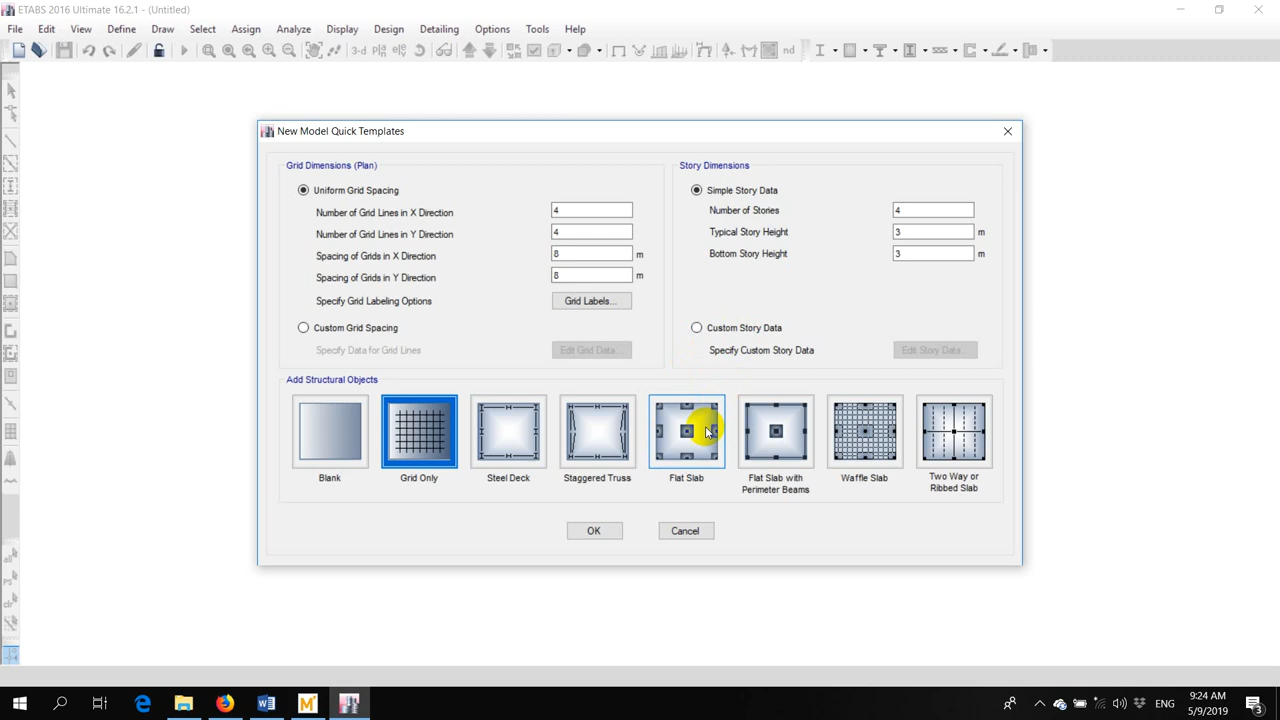 ETABS 2016 Ultimate 16.2.1 - (Untitled)
File Edit View Define Draw Select Assign Analyze Display Design Detailing Options Tools Help
3-d
nd
New Model Quick Templates
Grid Dimensions (Plan)
Uniform Grid Spacing
Number of Grid Lines in X Direction 4
Number of Grid Lines in Y Direction 4
Spacing of Grids in X Direction 8 m
Spacing of Grids in Y Direction 8 m
Specify Grid Labeling Options Grid Labels...
Custom Grid Spacing
Specify Data for Grid Lines Edit Grid Data...
Story Dimensions
Simple Story Data
Number of Stories 4
Typical Story Height 3 m
Bottom Story Height 3 m
Custom Story Data
Specify Custom Story Data Edit Story Data...
Add Structural Objects
Blank
Grid Only
Steel Deck
Staggered Truss
Flat Slab
Flat Slab with
Perimeter Beams
Waffle Slab
Two Way or
Ribbed Slab
OK Cancel
all
clr
ENG
9:24 AM
5/9/2019
3